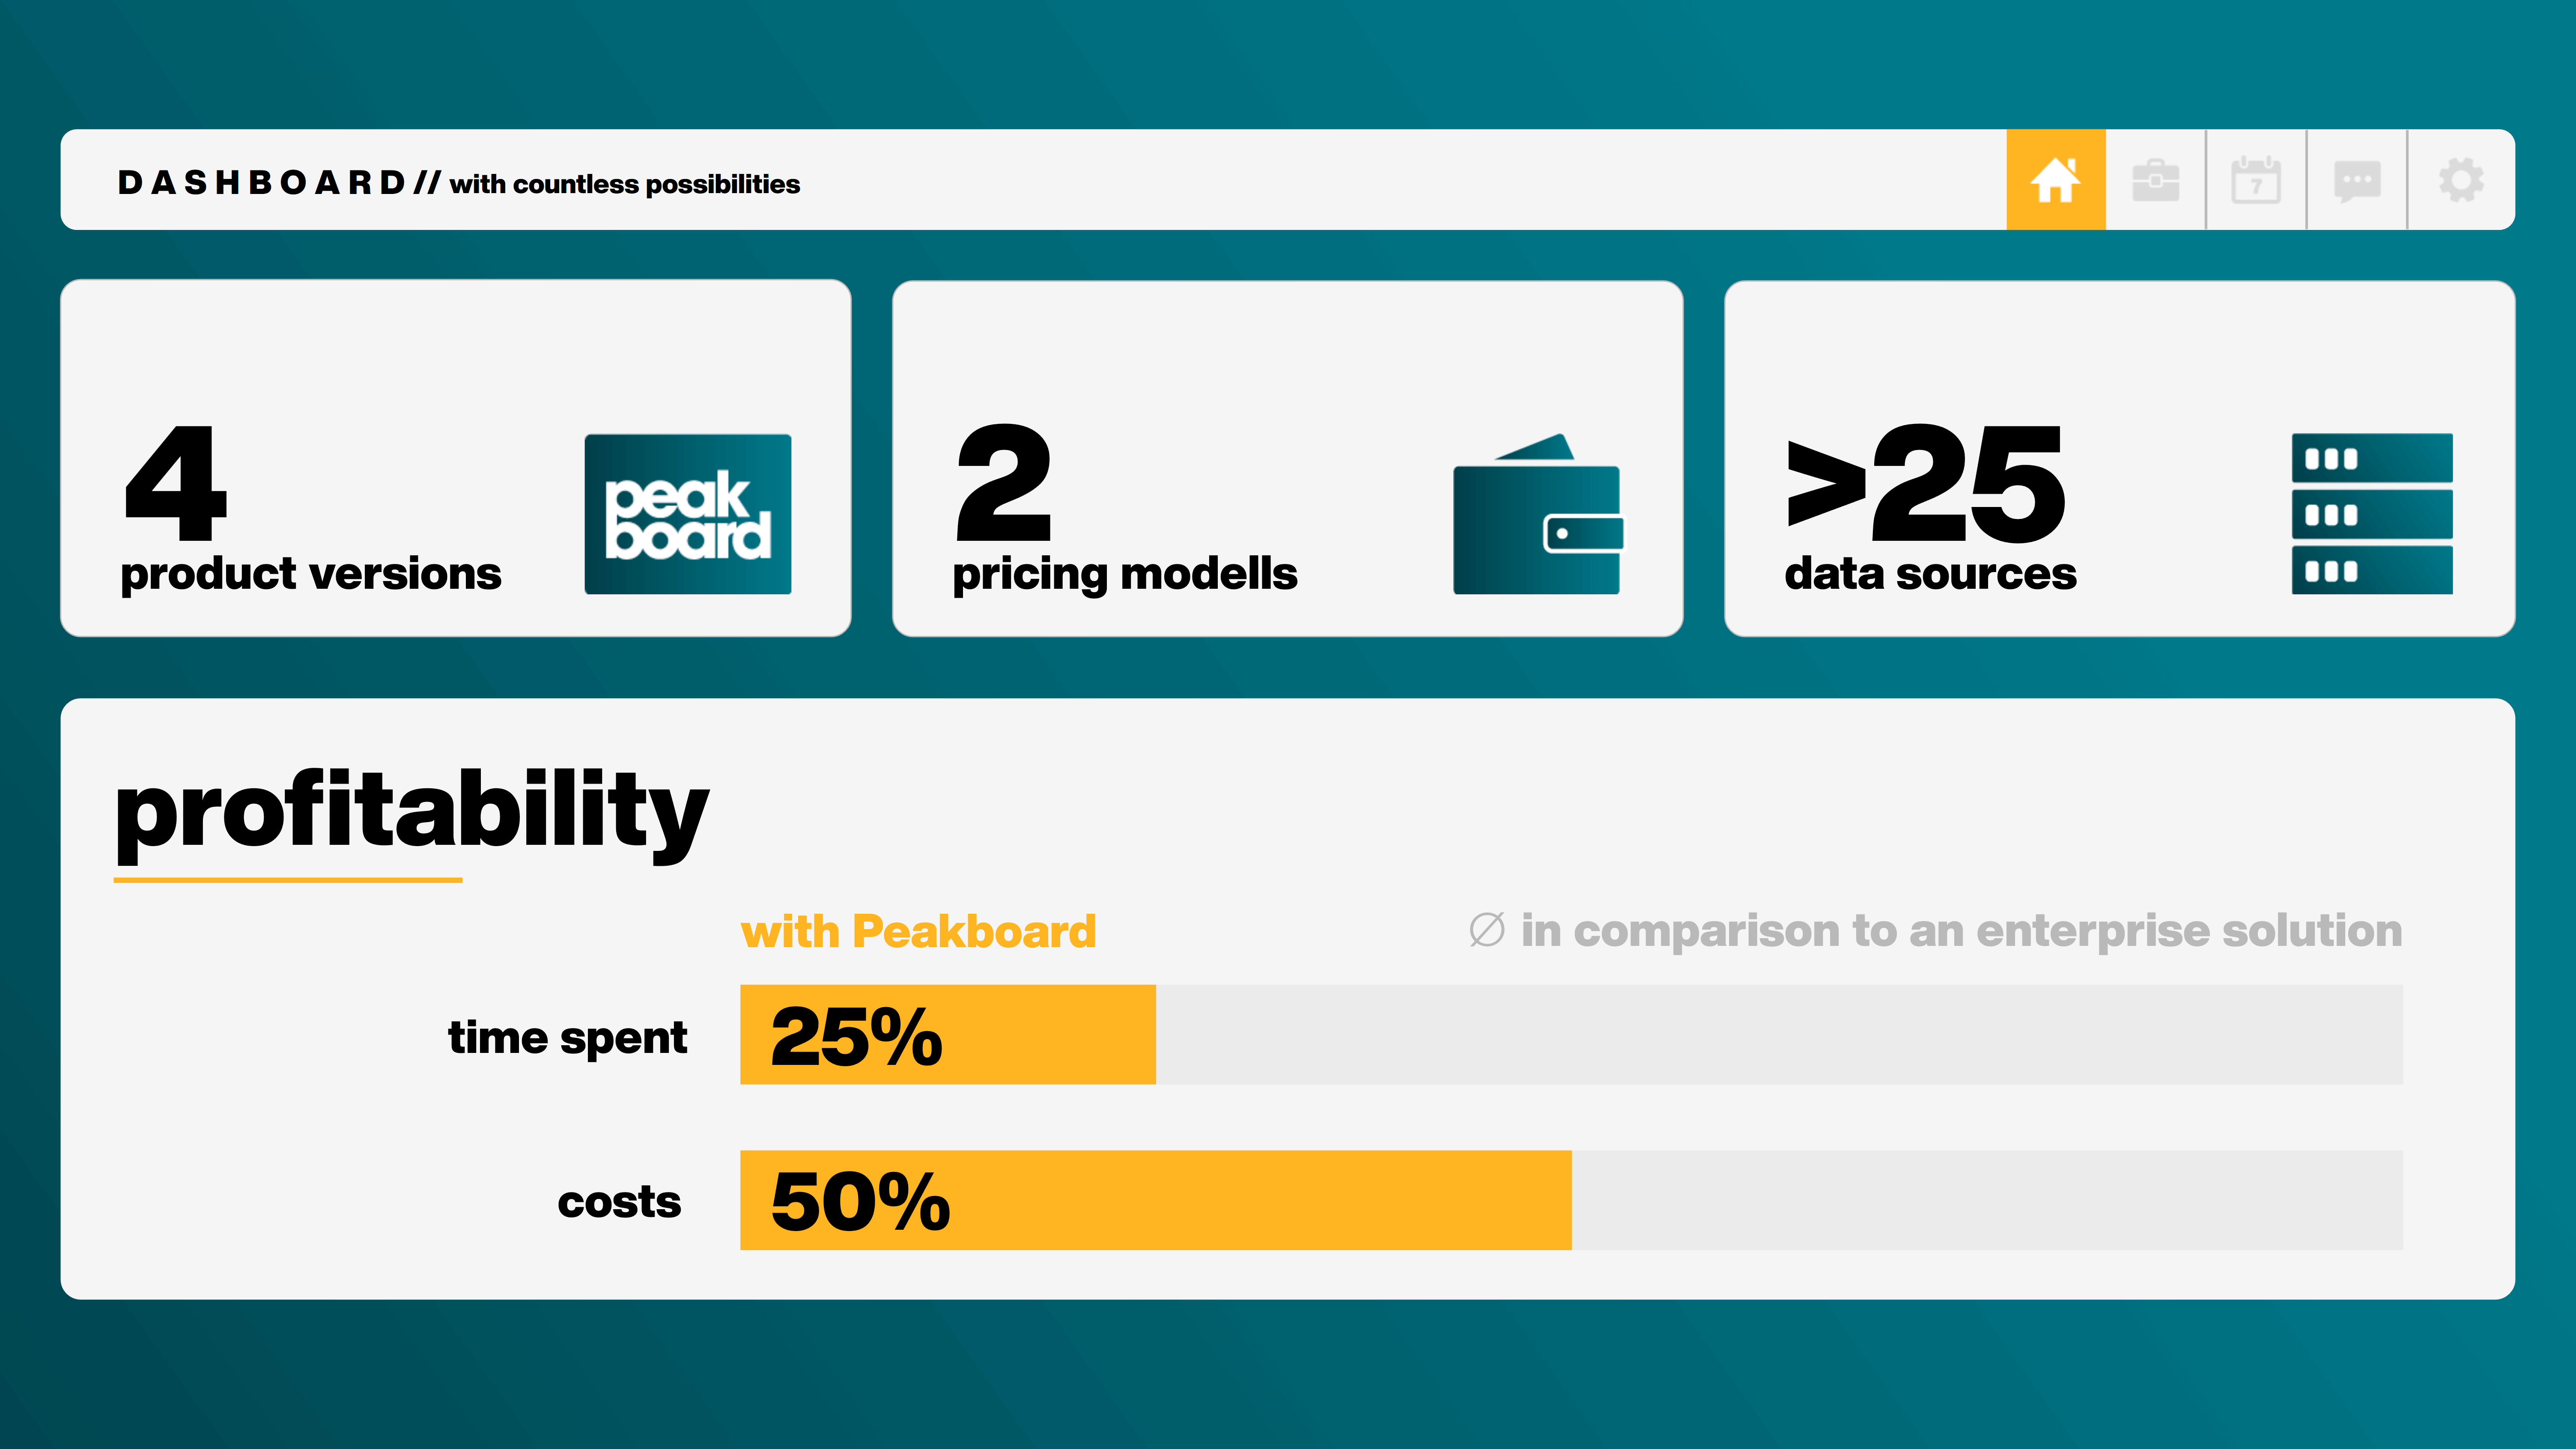 DASHBOARD// with countless possibilities
7
4
product versions
peak
board
2
pricing modells
>25
data sources
profitability
with Peakboard
∅ in comparison to an enterprise solution
time spent
25%
costs
50%